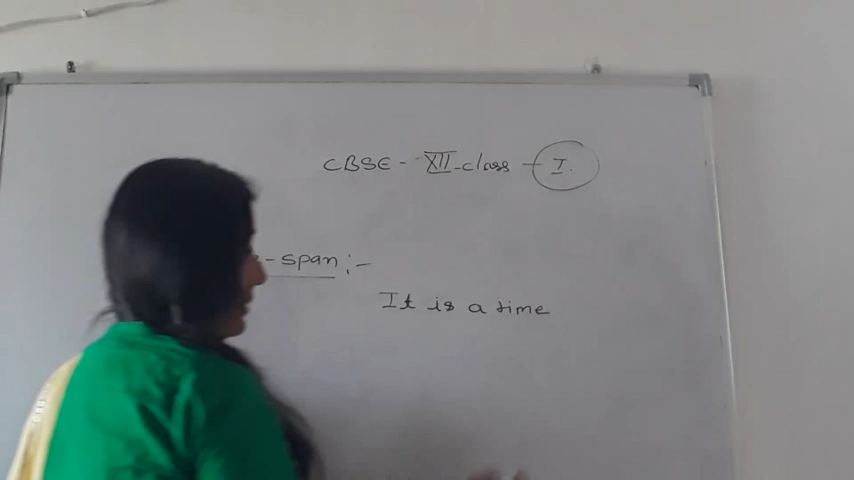 CBSE - XII - class - I.
- span :-
It is a time